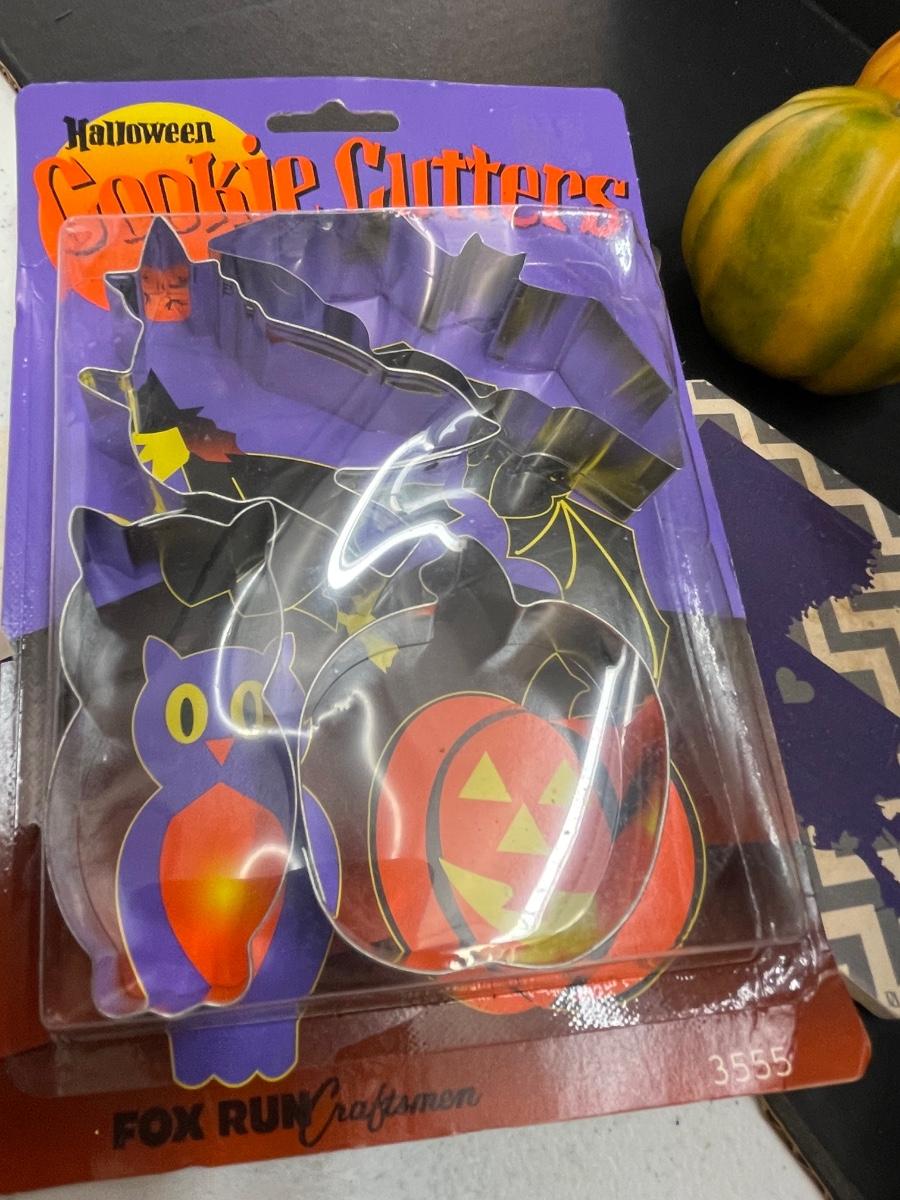 Halloween
Cookie Cutters
3555
FOX RUN Craftsmen